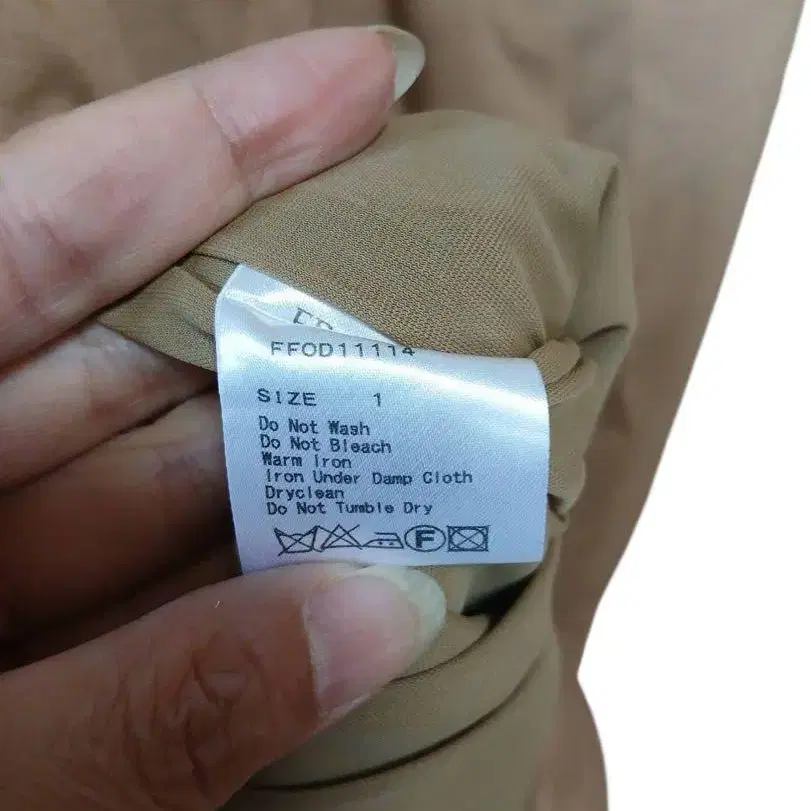 FFOD11114
SIZE 1
Do Not Wash
Do Not Bleach
Warm Iron
Iron Under Damp Cloth
Dryclean
Do Not Tumble Dry
F